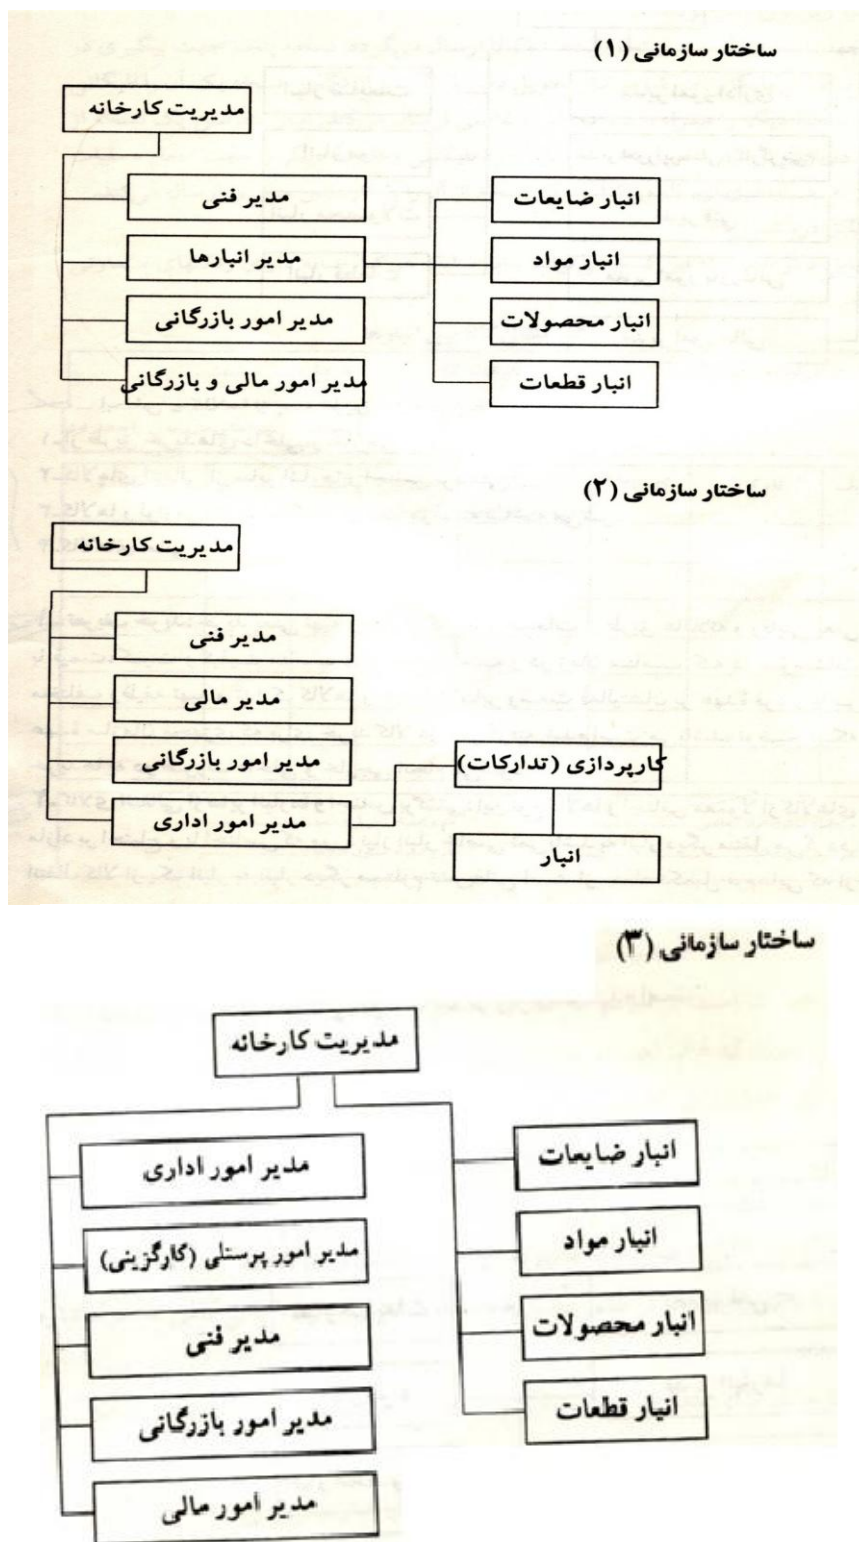 ساختار سازمانی (۱)
مدیریت کارخانه
مدیر فنی
مدیر انبارها
مدیر امور بازرگانی
مدیر امور مالی و بازرگانی
انبار ضایعات
انبار مواد
انبار محصولات
انبار قطعات
ساختار سازمانی (۲)
مدیریت کارخانه
مدیر فنی
مدیر مالی
مدیر امور بازرگانی
مدیر امور اداری
کارپردازی (تدارکات)
انبار
ساختار سازمانی (۳)
مدیریت کارخانه
مدیر امور اداری
مدیر امور پرسنلی (کارگزینی)
مدیر فنی
مدیر امور بازرگانی
مدیر امور مالی
انبار ضایعات
انبار مواد
انبار محصولات
انبار قطعات